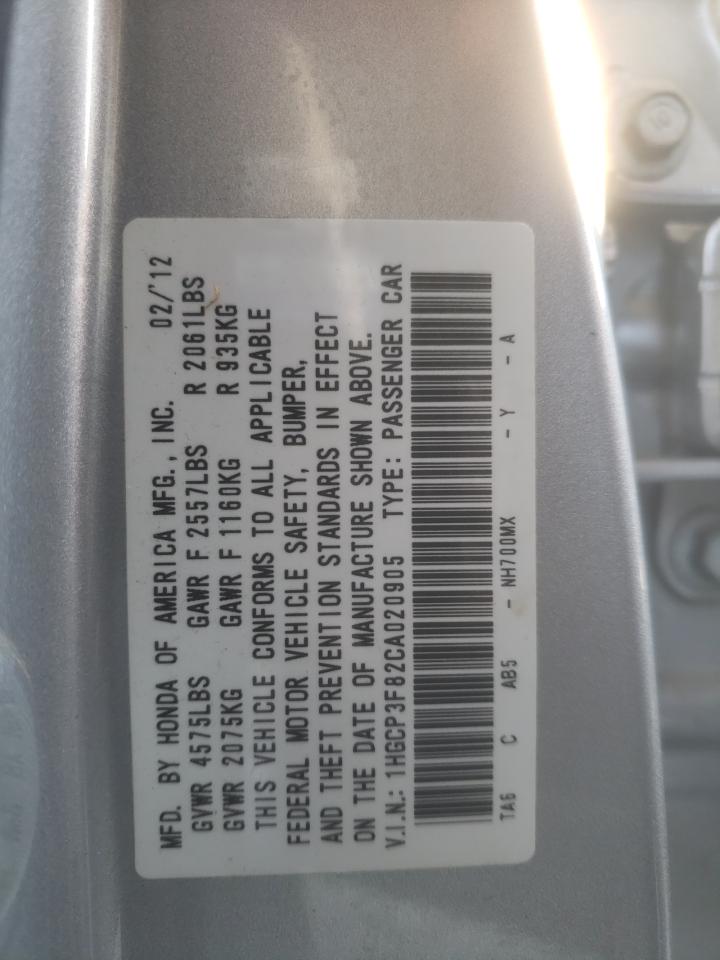 MFD. BY HONDA OF AMERICA MFG., INC. 02/'12
GVWR 4575LBS GAWR F 2557LBS R 2061LBS
GVWR 2075KG GAWR F 1160KG R 935KG
THIS VEHICLE CONFORMS TO ALL APPLICABLE
FEDERAL MOTOR VEHICLE SAFETY, BUMPER,
AND THEFT PREVENTION STANDARDS IN EFFECT
ON THE DATE OF MANUFACTURE SHOWN ABOVE.
V.I.N.: 1HGCP3F82CA020905 TYPE: PASSENGER CAR
TA6 C AB5 - NH700MX - Y - A